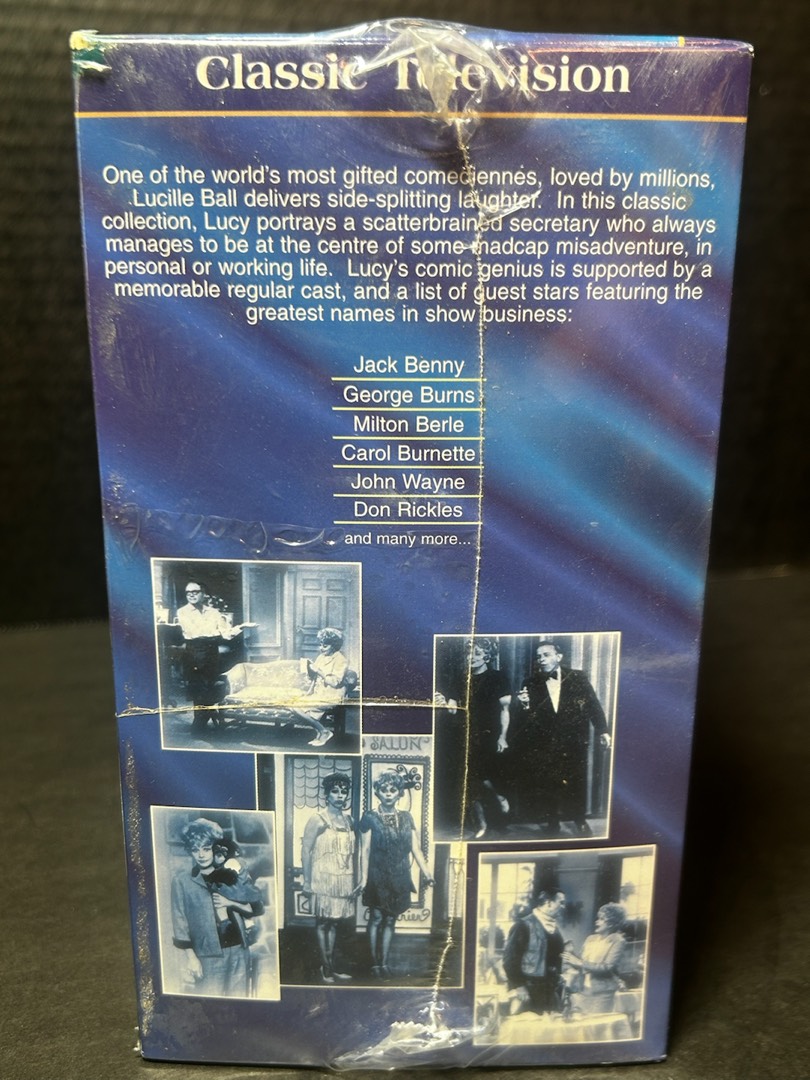 Classic Television
One of the world's most gifted comediennes, loved by millions,
Lucille Ball delivers side-splitting laughter. In this classic
collection, Lucy portrays a scatterbrained secretary who always
manages to be at the centre of some madcap misadventure, in
personal or working life. Lucy's comic genius is supported by a
memorable regular cast, and a list of guest stars featuring the
greatest names in show business:
Jack Benny
George Burns
Milton Berle
Carol Burnette
John Wayne
Don Rickles
and many more...
SALON